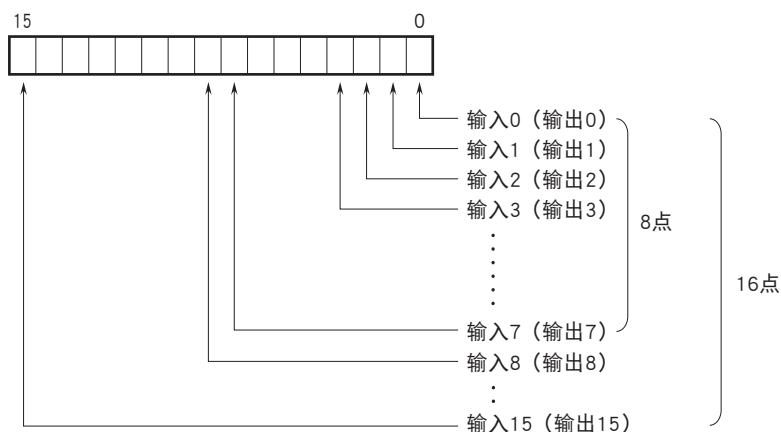 15 0
输入0（输出0）
输入1（输出1）
输入2（输出2）
输入3（输出3）
8点
16点
输入7（输出7）
输入8（输出8）
输入15（输出15）